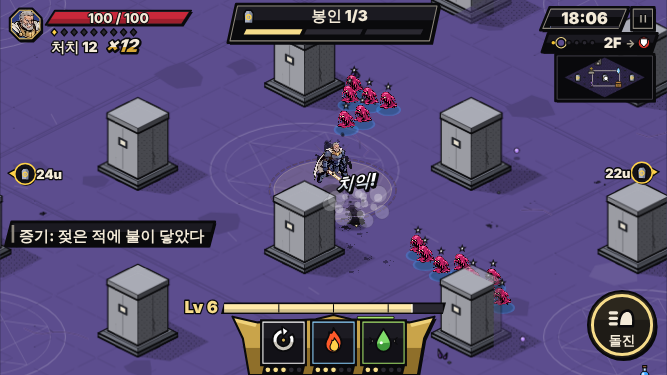 100 / 100
봉인 1/3
18:06
처치 12 ×12
2F
24u
22u
치익!
증기: 젖은 적에 불이 닿았다
Lv 6
돌진